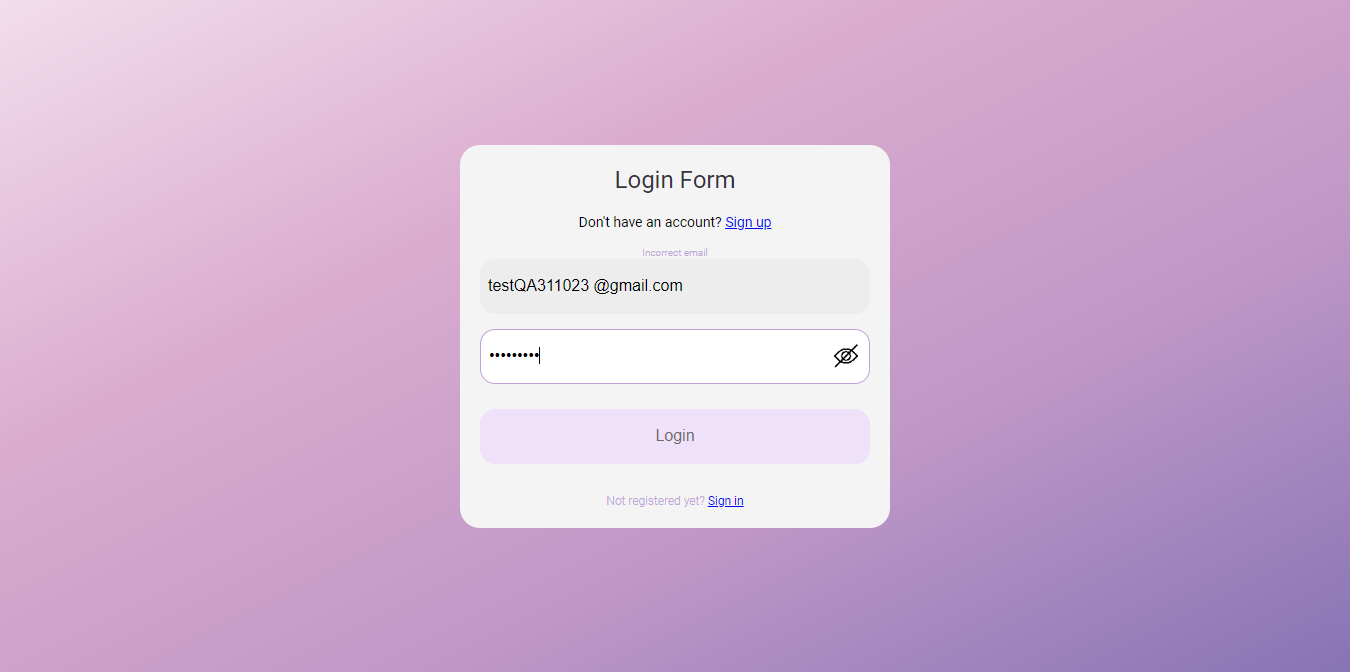 Login Form
Don't have an account? Sign up
Incorrect email
testQA311023 @gmail.com
•••••••••
Login
Not registered yet? Sign in